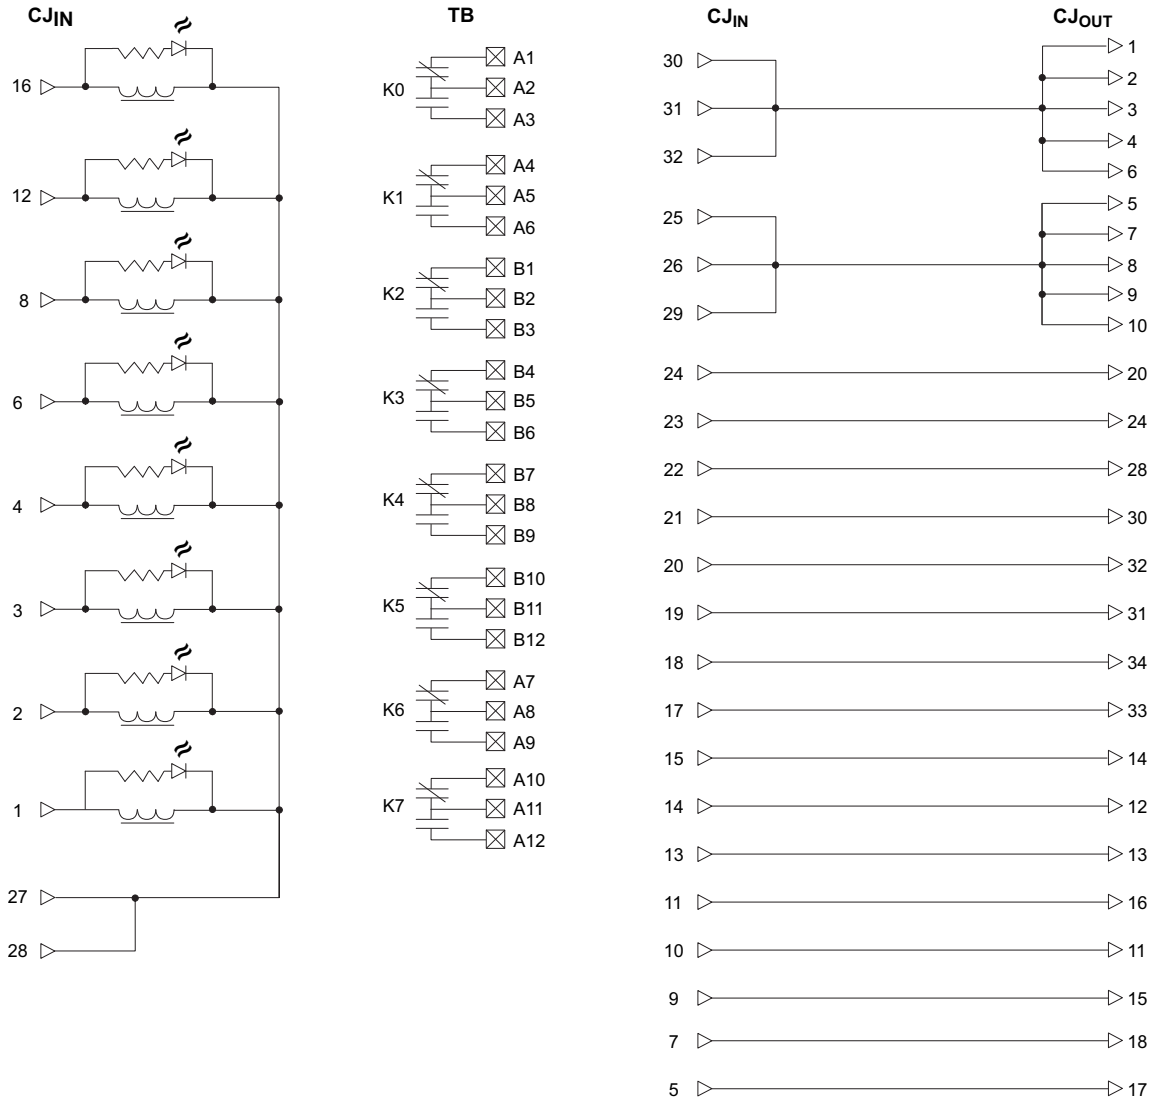 CJIN
16
12
8
6
4
3
2
1
27
28
TB
K0
A1
A2
A3
K1
A4
A5
A6
K2
B1
B2
B3
K3
B4
B5
B6
K4
B7
B8
B9
K5
B10
B11
B12
K6
A7
A8
A9
K7
A10
A11
A12
CJIN
CJOUT
30
31
32
1
2
3
4
6
25
26
29
5
7
8
9
10
24 20
23 24
22 28
21 30
20 32
19 31
18 34
17 33
15 14
14 12
13 13
11 16
10 11
9 15
7 18
5 17